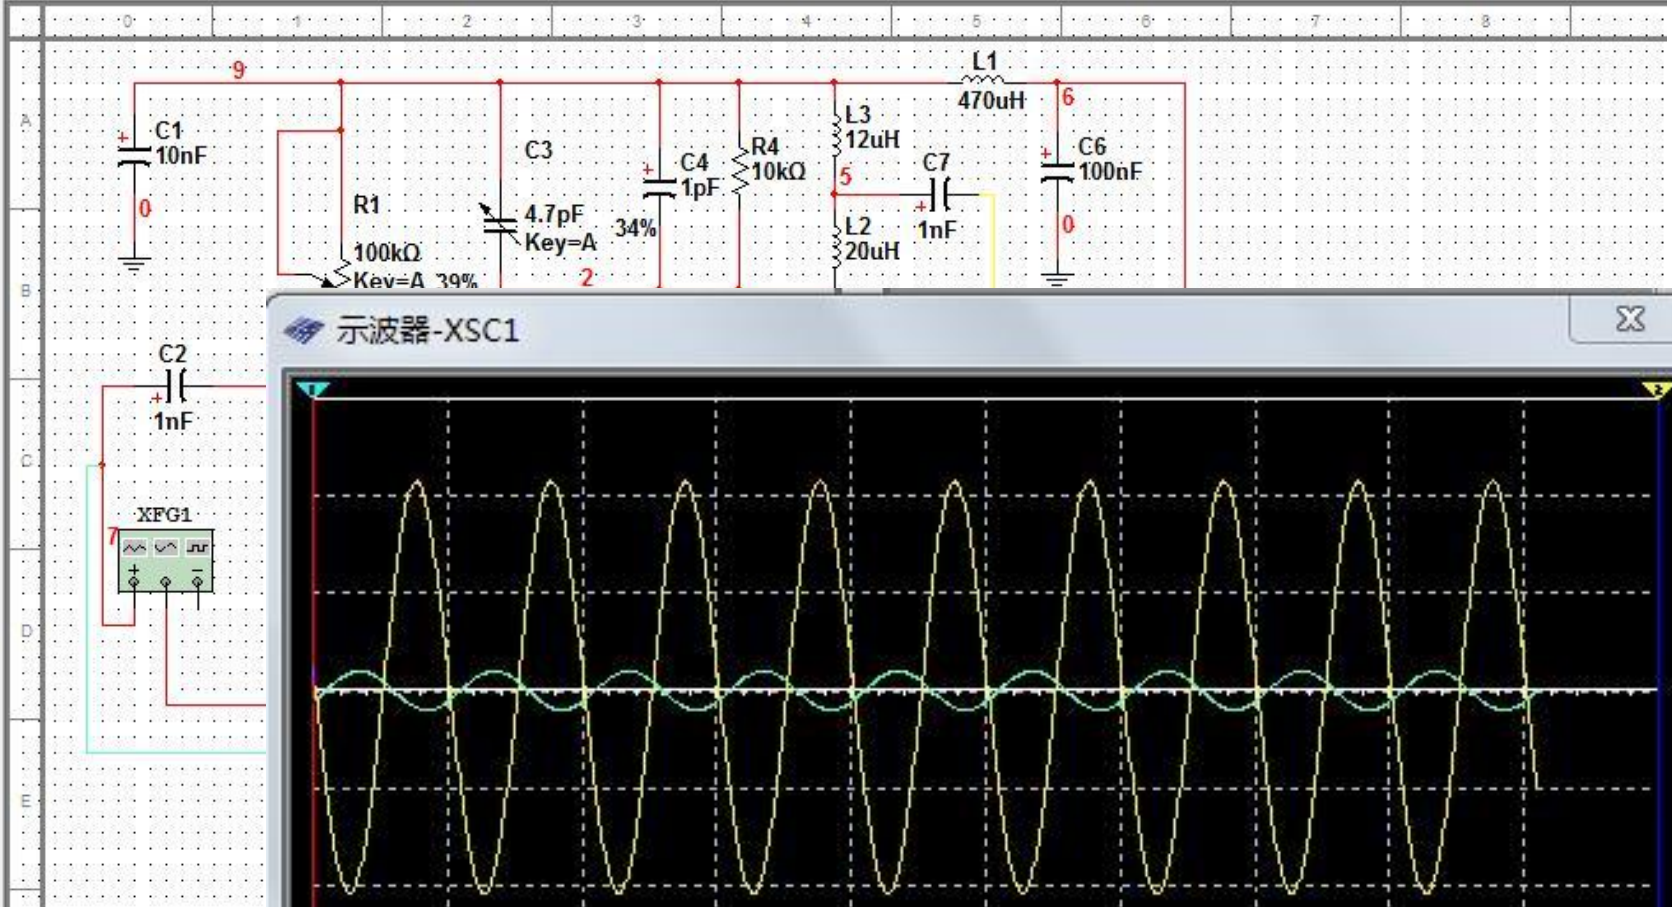 0 1 2 3 4 5 6 7 8
9
L1
470uH
6
A
C1
10nF
0
C3
R1
100kΩ
Key=A 39%
4.7pF
Key=A
34%
2
C4
1pF
R4
10kΩ
L3
12uH
5
C7
1nF
L2
20uH
C6
100nF
0
B
示波器-XSC1
1
2
C2
1nF
C
7
XFG1
+ −
D
E